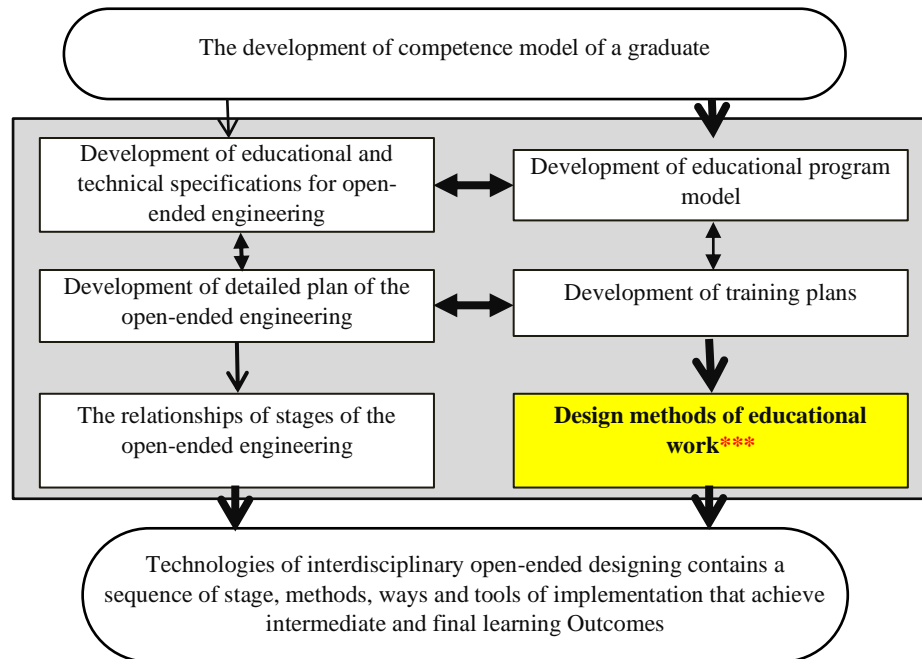 The development of competence model of a graduate
Development of educational and
technical specifications for open-
ended engineering
Development of educational program
model
Development of detailed plan of the
open-ended engineering
Development of training plans
The relationships of stages of the
open-ended engineering
Design methods of educational
work***
Technologies of interdisciplinary open-ended designing contains a
sequence of stage, methods, ways and tools of implementation that achieve
intermediate and final learning Outcomes